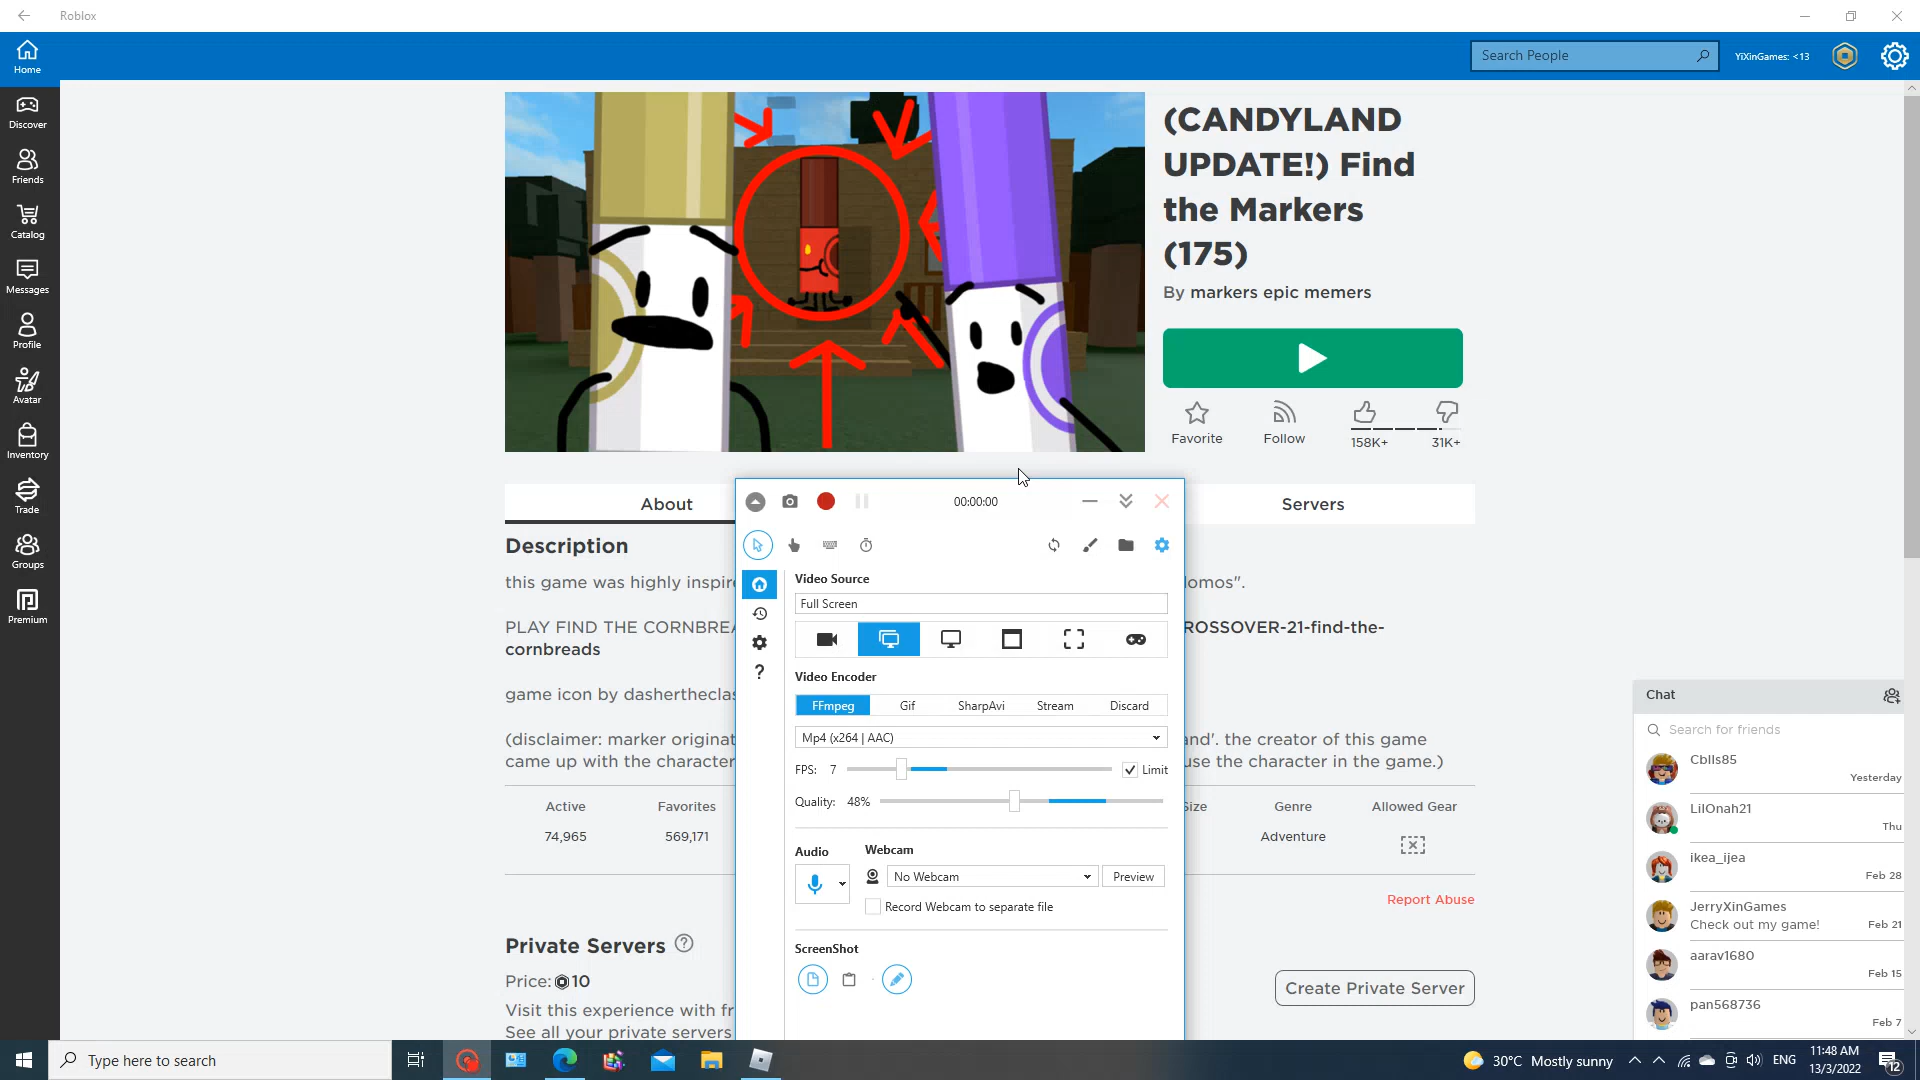 Roblox
Home
Search People
YiXinGames: <13
Discover
Friends
Catalog
Messages
Profile
Avatar
Inventory
Trade
Groups
Premium
(CANDYLAND
UPDATE!) Find
the Markers
(175)
By markers epic memers
Favorite
Follow
158K+
31K+
About
Servers
Description
this game was highly inspir
omos".
PLAY FIND THE CORNBREA
ROSSOVER-21-find-the-
cornbreads
game icon by dashertheclas
(disclaimer: marker originat
and'. the creator of this game
came up with the character
use the character in the game.)
Active
Favorites
Size
Genre
Allowed Gear
74,965
569,171
Adventure
Report Abuse
Private Servers ?
Price: 10
Visit this experience with fr
See all your private servers
Create Private Server
00:00:00
Video Source
Full Screen
?
Video Encoder
FFmpeg
Gif
SharpAvi
Stream
Discard
Mp4 (x264 | AAC)
FPS: 7
Limit
Quality: 48%
Audio
Webcam
No Webcam
Preview
Record Webcam to separate file
ScreenShot
Chat
Search for friends
Cblls85
Yesterday
LilOnah21
Thu
ikea_ijea
Feb 28
JerryXinGames
Check out my game!
Feb 21
aarav1680
Feb 15
pan568736
Feb 7
Type here to search
30°C Mostly sunny
ENG
11:48 AM
13/3/2022
12